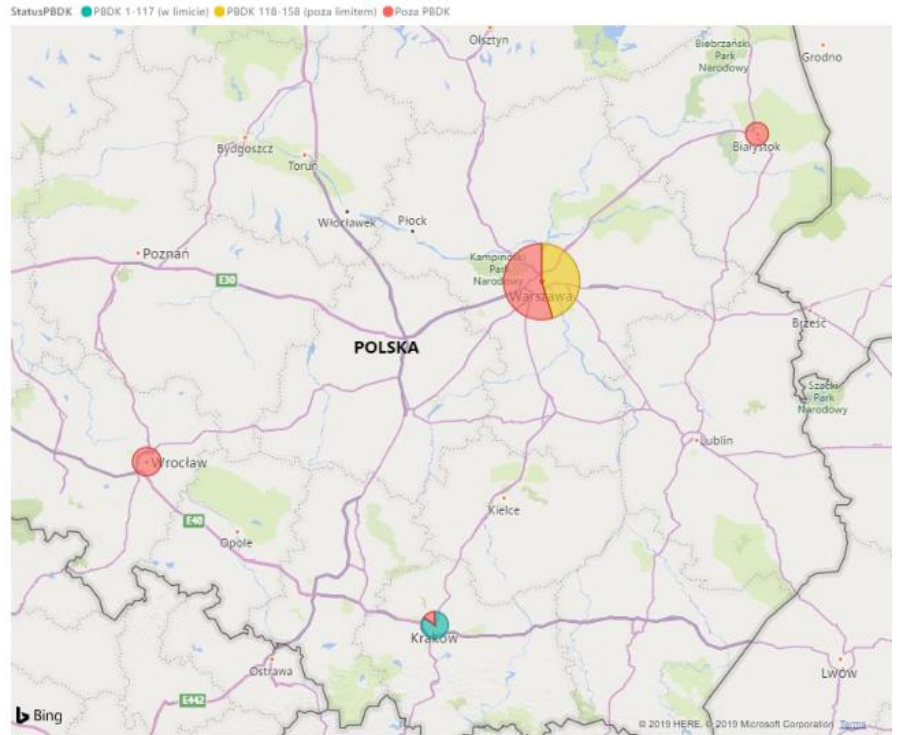 StatusPBDK PBDK 1-117 (w limicie) PBDK 118-158 (poza limitem) Poza PBDK
Olsztyn
Biebrzański
Park
Narodowy
Grodno
Bydgoszcz
Toruń
Białystok
Włocławek
Płock
Poznań
Kampinoski
Park
Narodowy
E30
Warszawa
Brześć
POLSKA
Szacki
Park
Narodowy
Lublin
Wrocław
Kielce
E40
Opole
Kraków
Ostrawa
LWÓW
E442
Bing
© 2019 HERE, © 2019 Microsoft Corporation Terms